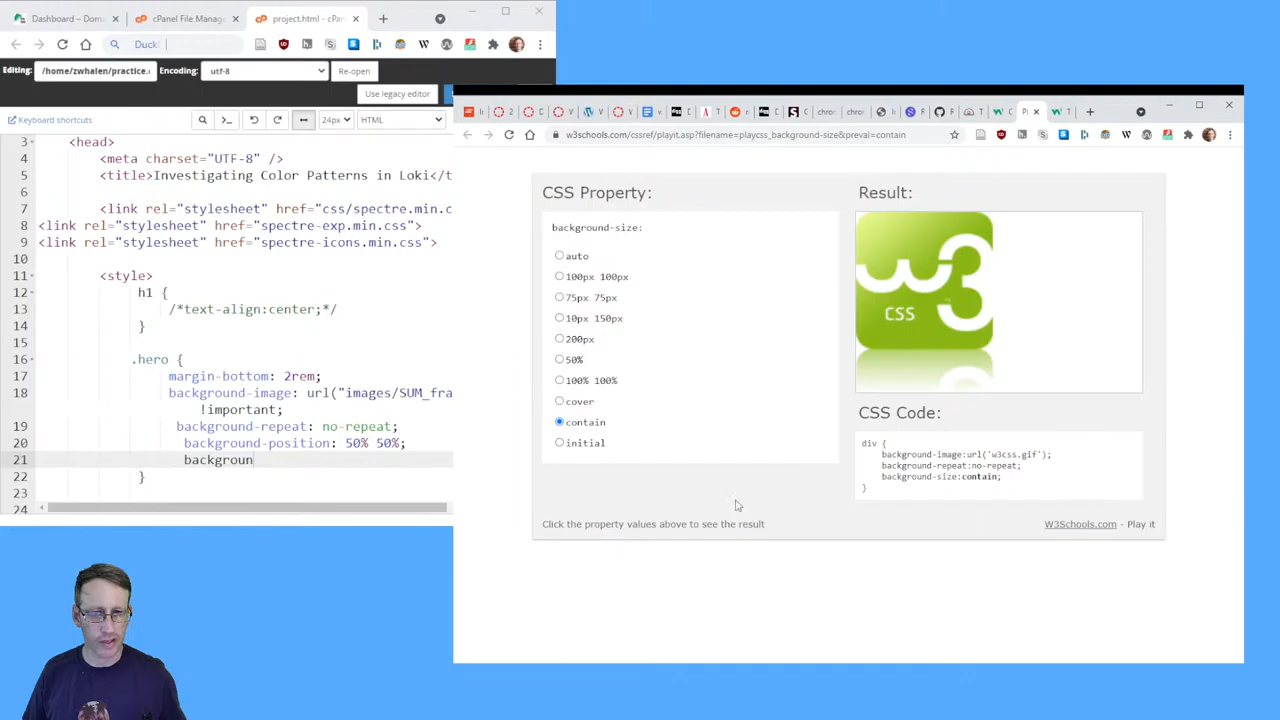 Dashboard – Dom
cPanel File Manag
project.html - cPan
Duck
Editing: /home/zwhalen/practice. Encoding: utf-8 Re-open
Use legacy editor
Keyboard shortcuts 24px HTML
3 <head>
4 <meta charset="UTF-8" />
5 <title>Investigating Color Patterns in Loki</t
6
7 <link rel="stylesheet" href="css/spectre.min.c
8 <link rel="stylesheet" href="spectre-exp.min.css">
9 <link rel="stylesheet" href="spectre-icons.min.css">
10
11 <style>
12 h1 {
13 /*text-align:center;*/
14 }
15
16 .hero {
17 margin-bottom: 2rem;
18 background-image: url("images/SUM_fra
!important;
19 background-repeat: no-repeat;
20 background-position: 50% 50%;
21 backgroun
22 }
23
24
w3schools.com/cssref/playit.asp?filename=playcss_background-size&preval=contain
CSS Property:
background-size:
auto
100px 100px
75px 75px
10px 150px
200px
50%
100% 100%
cover
contain
initial
Click the property values above to see the result
Result:
w3
CSS
CSS Code:
div {
background-image:url('w3css.gif');
background-repeat:no-repeat;
background-size:contain;
}
W3Schools.com - Play it